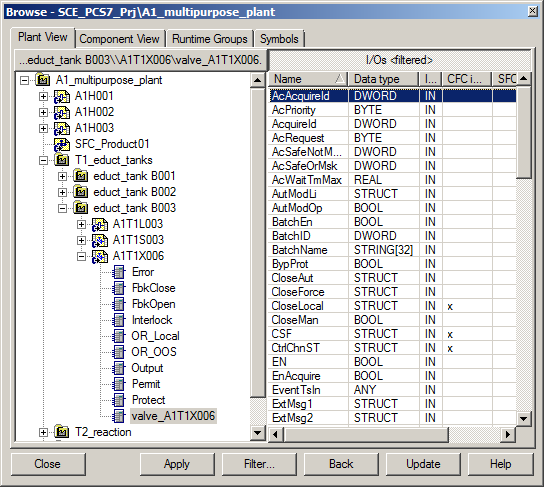 Browse - SCE_PCS7_Prj\A1_multipurpose_plant
Plant View Component View Runtime Groups Symbols
...educt_tank B003\\A1T1X006\valve_A1T1X006. I/Os <filtered>
A1_multipurpose_plant
A1H001
A1H002
A1H003
SFC_Product01
T1_educt_tanks
educt_tank B001
educt_tank B002
educt_tank B003
A1T1L003
A1T1S003
A1T1X006
Error
FbkClose
FbkOpen
Interlock
OR_Local
OR_OOS
Output
Permit
Protect
valve_A1T1X006
T2_reaction
Name Data type I... CFC i... SFC
AcAcquireId DWORD IN
AcPriority BYTE IN
AcquireId DWORD IN
AcRequest BYTE IN
AcSafeNotM... DWORD IN
AcSafeOrMsk DWORD IN
AcWaitTmMax REAL IN
AutModLi STRUCT IN
AutModOp BOOL IN
BatchEn BOOL IN
BatchID DWORD IN
BatchName STRING[32] IN
BypProt BOOL IN
CloseAut STRUCT IN
CloseForce STRUCT IN
CloseLocal STRUCT IN x
CloseMan BOOL IN
CSF STRUCT IN x
CtrlChnST STRUCT IN x
EN BOOL IN
EnAcquire BOOL IN
EventTsIn ANY IN
ExtMsg1 STRUCT IN
ExtMsg2 STRUCT IN
Close Apply Filter... Back Update Help